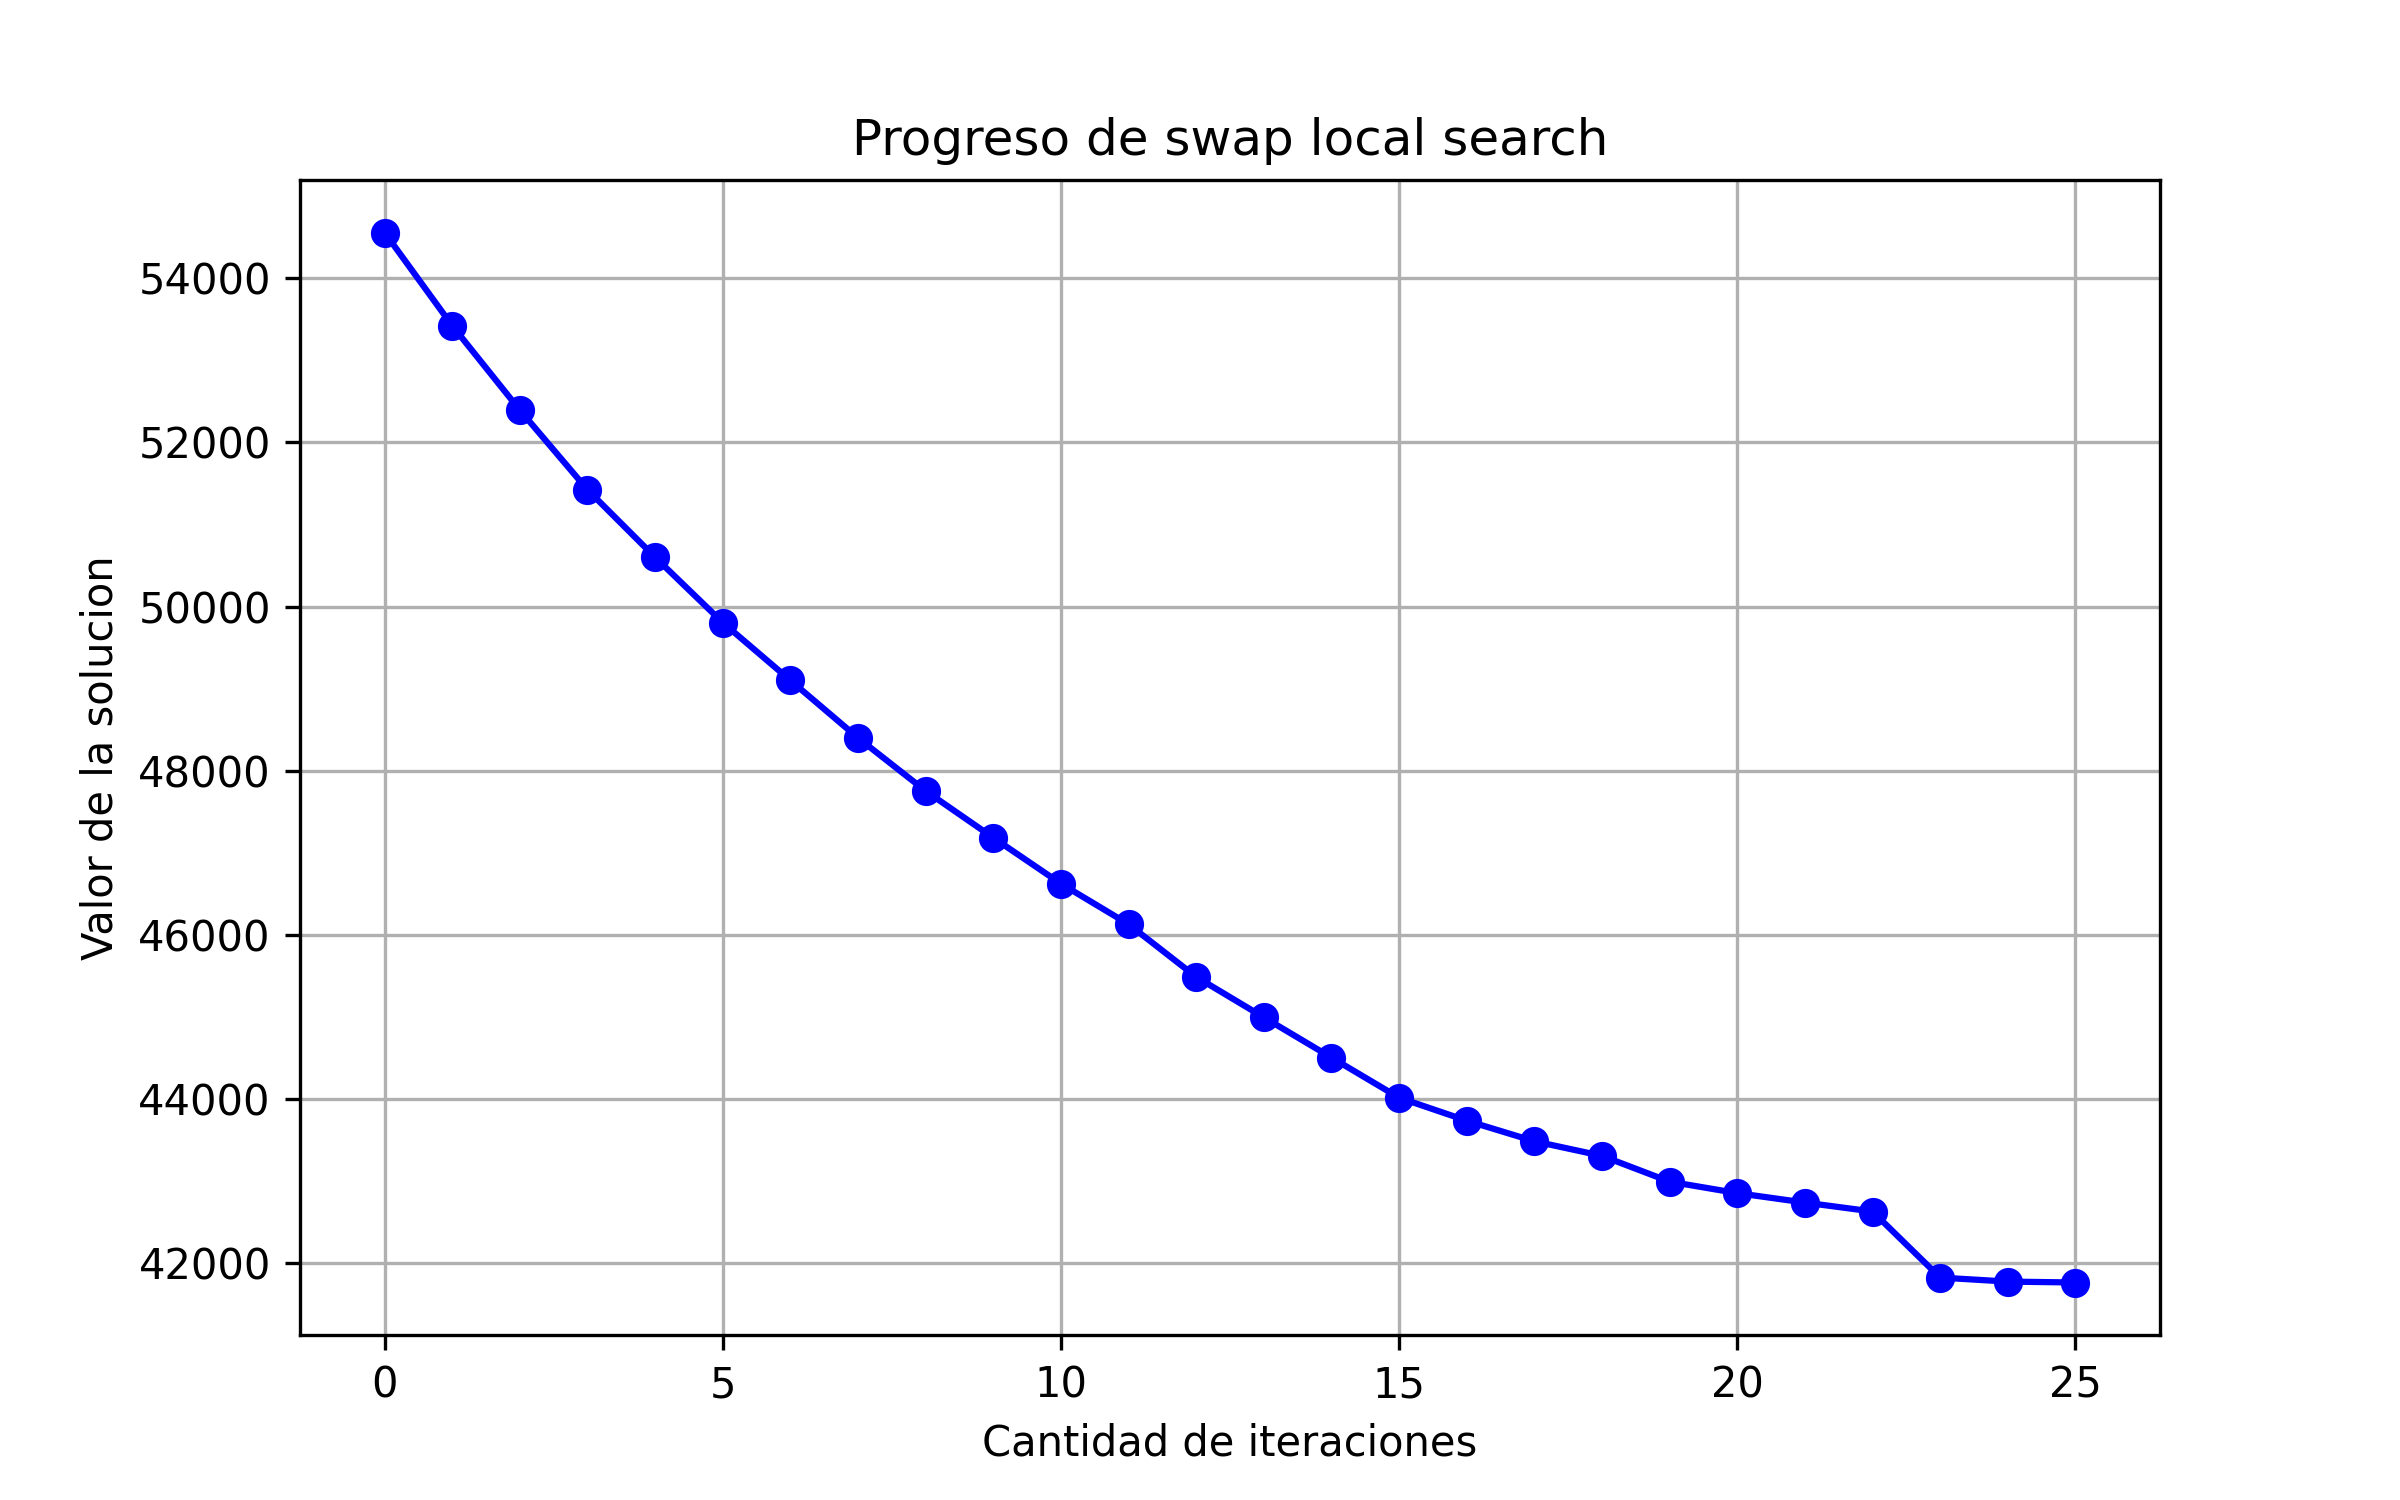 Progreso de swap local search
Valor de la solucion
54000
52000
50000
48000
46000
44000
42000
0 5 10 15 20 25
Cantidad de iteraciones